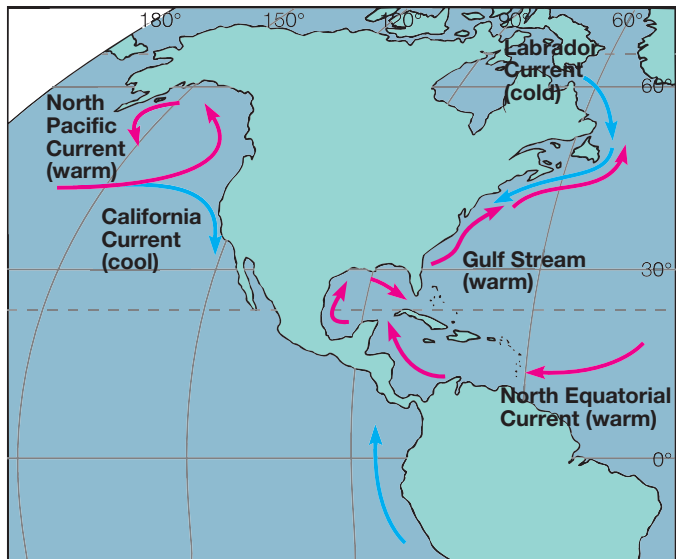 180°
150°
120°
90°
60°
Labrador
Current
(cold)
60°
North
Pacific
Current
(warm)
California
Current
(cool)
Gulf Stream
(warm)
30°
North Equatorial
Current (warm)
0°